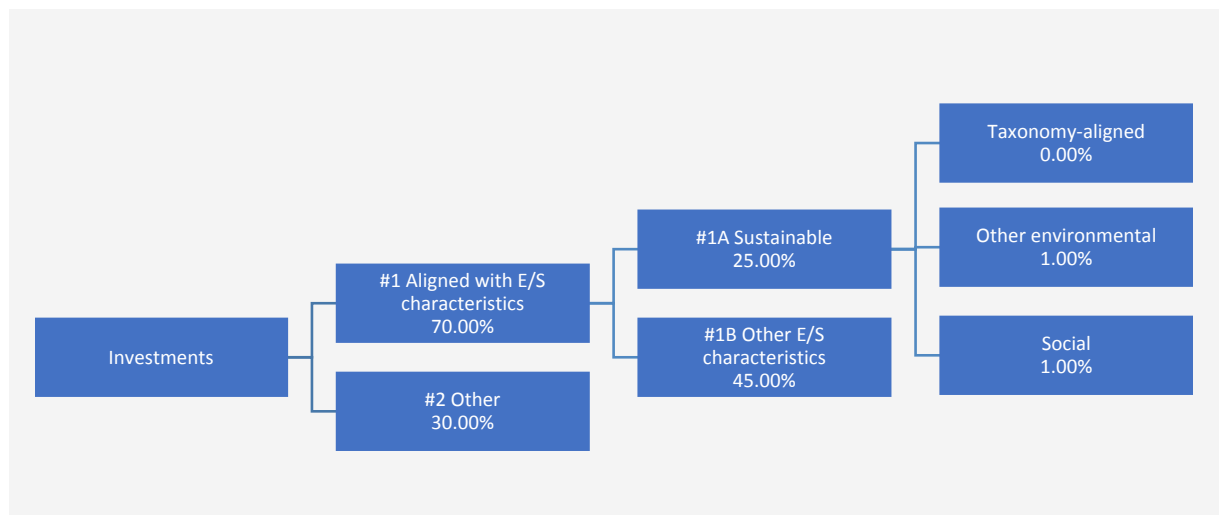 Investments
#1 Aligned with E/S
characteristics
70.00%
#2 Other
30.00%
#1A Sustainable
25.00%
#1B Other E/S
characteristics
45.00%
Taxonomy-aligned
0.00%
Other environmental
1.00%
Social
1.00%